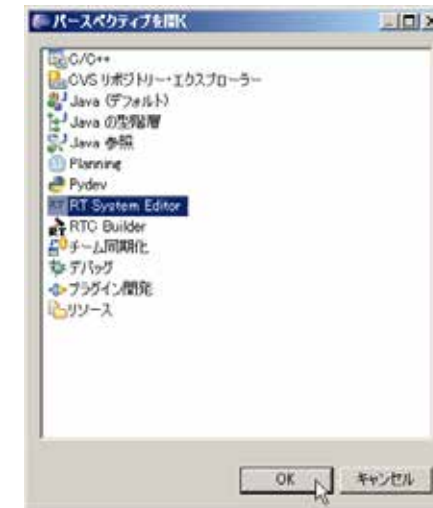 パースペクティブを開く
C/C++
CVS リポジトリー・エクスプローラー
Java (デフォルト)
Java の型階層
Java 参照
Planning
Pydev
RT System Editor
RTC Builder
チーム同期化
デバッグ
プラグイン開発
リソース
OK
キャンセル